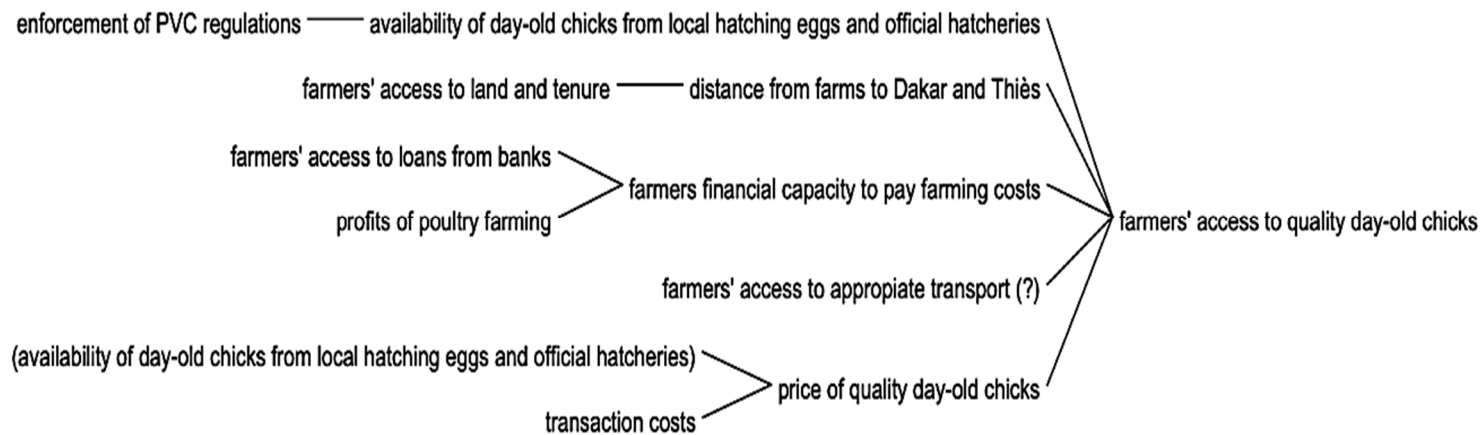 enforcement of PVC regulations
availability of day-old chicks from local hatching eggs and official hatcheries
farmers' access to land and tenure
distance from farms to Dakar and Thiès
farmers' access to loans from banks
profits of poultry farming
farmers financial capacity to pay farming costs
farmers' access to quality day-old chicks
farmers' access to appropiate transport (?)
(availability of day-old chicks from local hatching eggs and official hatcheries)
transaction costs
price of quality day-old chicks